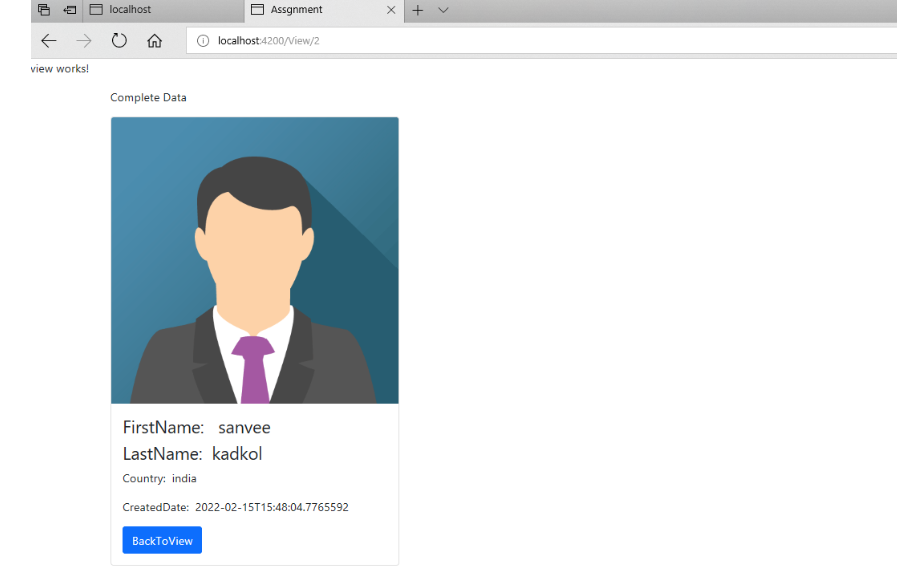 localhost
Assgnment
localhost:4200/View/2
view works!
Complete Data
FirstName: sanvee
LastName: kadkol
Country: india
CreatedDate: 2022-02-15T15:48:04.7765592
BackToView